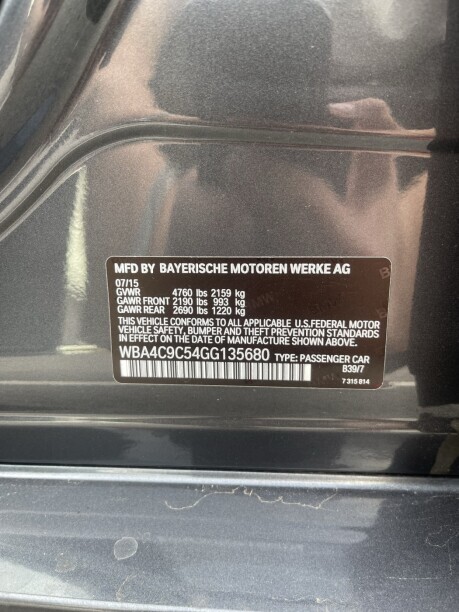 MFD BY BAYERISCHE MOTOREN WERKE AG
07/15
GVWR 4760 lbs 2159 kg
GAWR FRONT 2190 lbs 993 kg
GAWR REAR 2690 lbs 1220 kg
THIS VEHICLE CONFORMS TO ALL APPLICABLE U.S.FEDERAL MOTOR
VEHICLE SAFETY, BUMPER, AND THEFT PREVENTION STANDARDS
IN EFFECT ON THE DATE OF MANUFACTURE SHOWN ABOVE.
WBA4C9C54GG135680 TYPE: PASSENGER CAR
B39/7
7 315 814